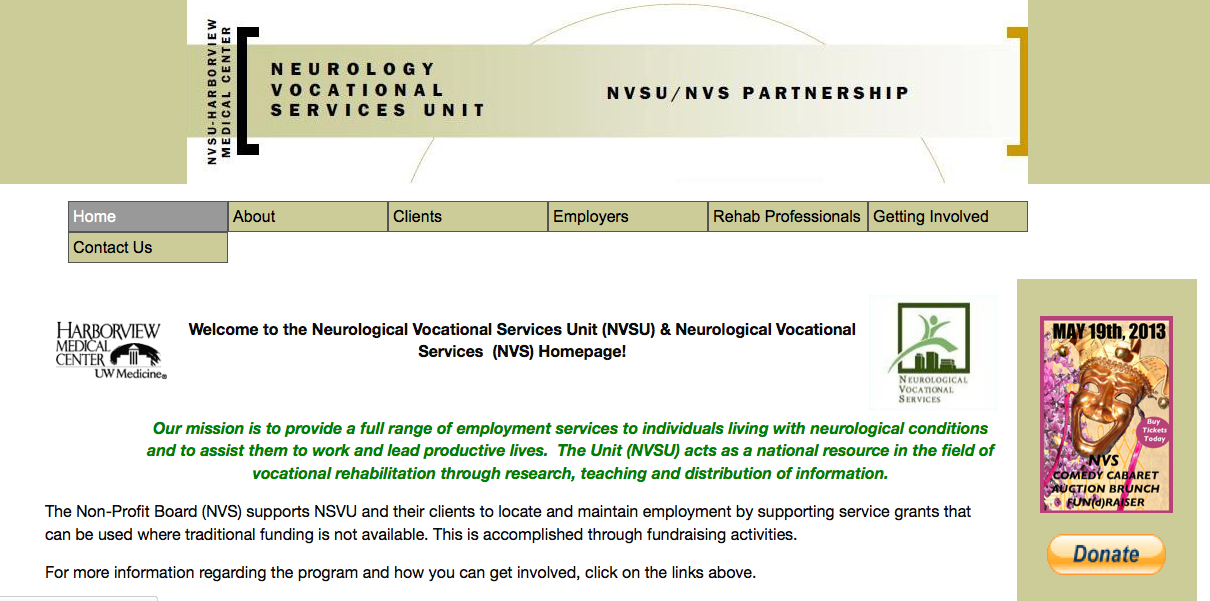 NVSU-HARBORVIEW
MEDICAL CENTER
NEUROLOGY
VOCATIONAL
SERVICES UNIT
NVSU/NVS PARTNERSHIP
Home
About
Clients
Employers
Rehab Professionals
Getting Involved
Contact Us
HARBORVIEW
MEDICAL
CENTER
UW Medicine®
Welcome to the Neurological Vocational Services Unit (NVSU) & Neurological Vocational
Services (NVS) Homepage!
NEUROLOGICAL
VOCATIONAL
SERVICES
Our mission is to provide a full range of employment services to individuals living with neurological conditions
and to assist them to work and lead productive lives. The Unit (NVSU) acts as a national resource in the field of
vocational rehabilitation through research, teaching and distribution of information.
The Non-Profit Board (NVS) supports NSVU and their clients to locate and maintain employment by supporting service grants that
can be used where traditional funding is not available. This is accomplished through fundraising activities.
For more information regarding the program and how you can get involved, click on the links above.
MAY 19th, 2013
Buy
Tickets
Today
NVS
COMEDY CABARET
AUCTION BRUNCH
FUN(d)RAISER
Donate